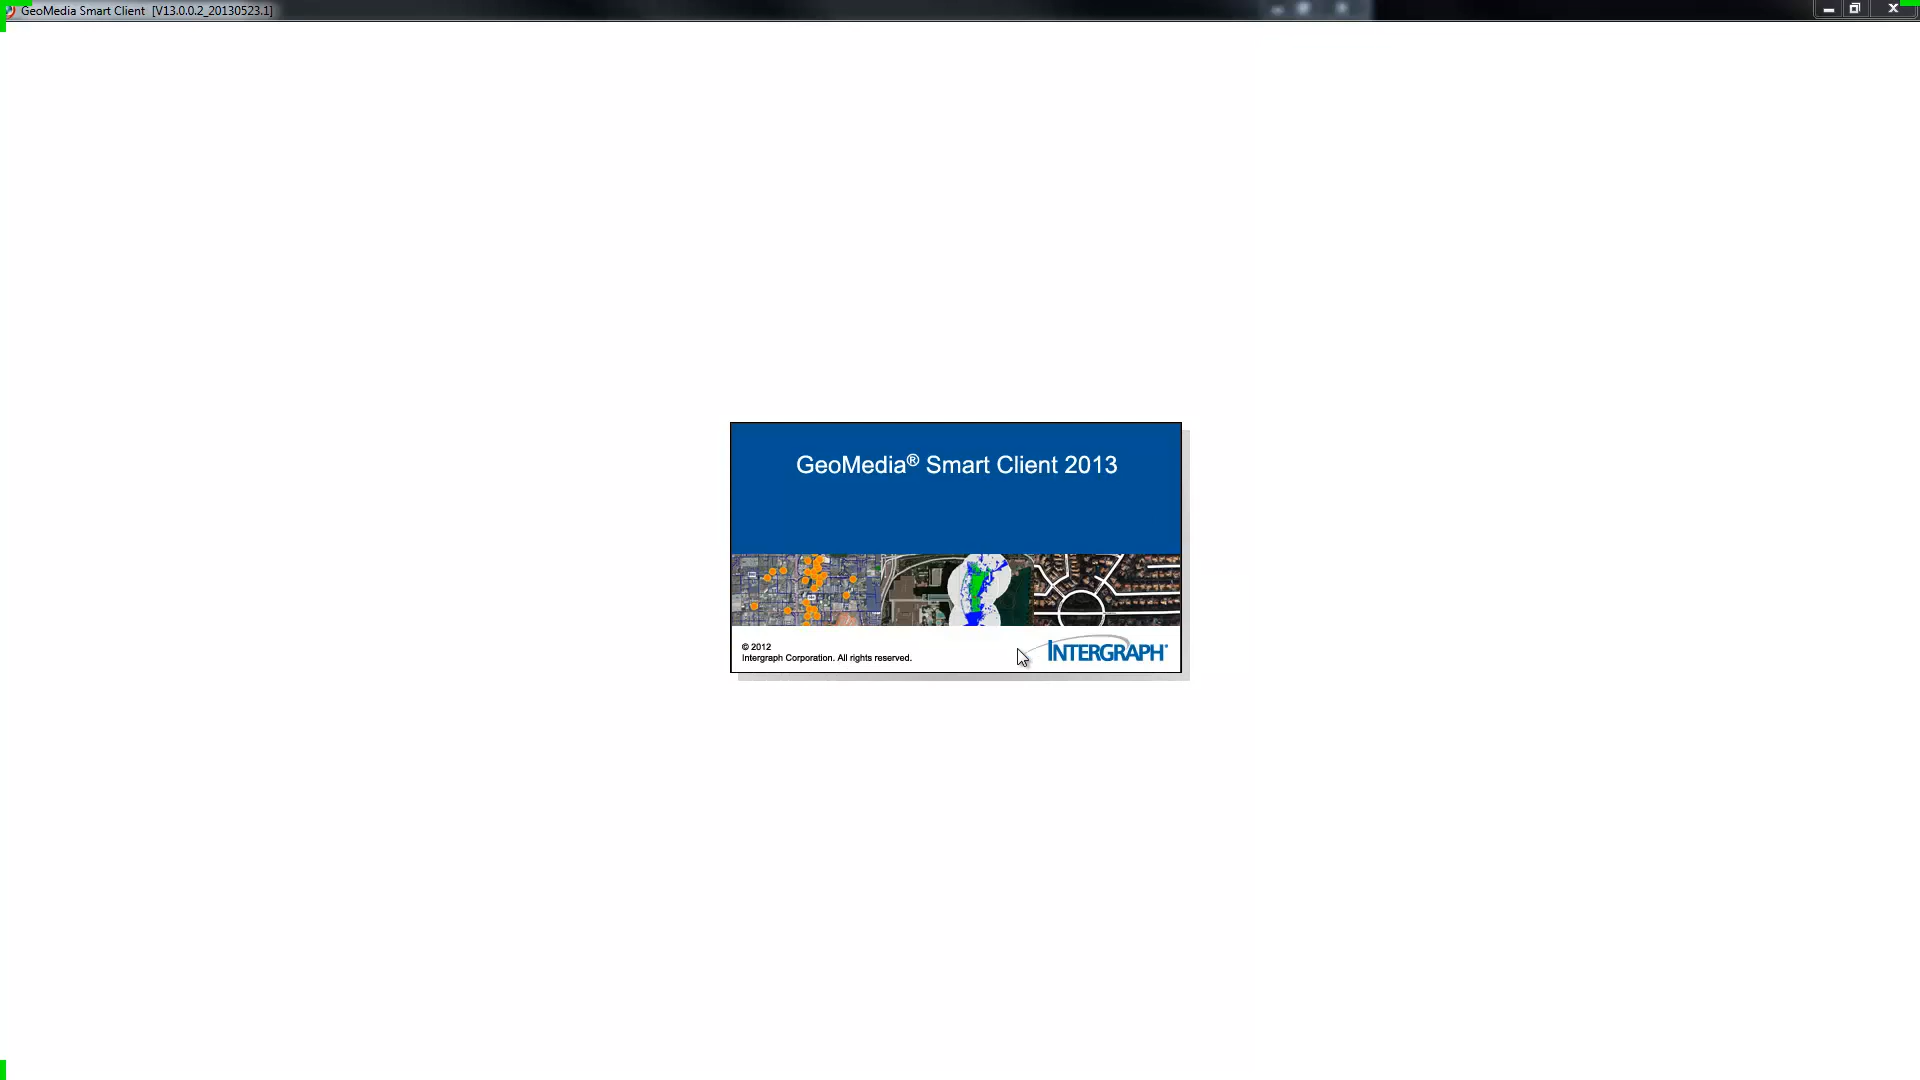 GeoMedia Smart Client [V13.0.0.2_20130523.1]
GeoMedia® Smart Client 2013
© 2012
Intergraph Corporation. All rights reserved.
INTERGRAPH®